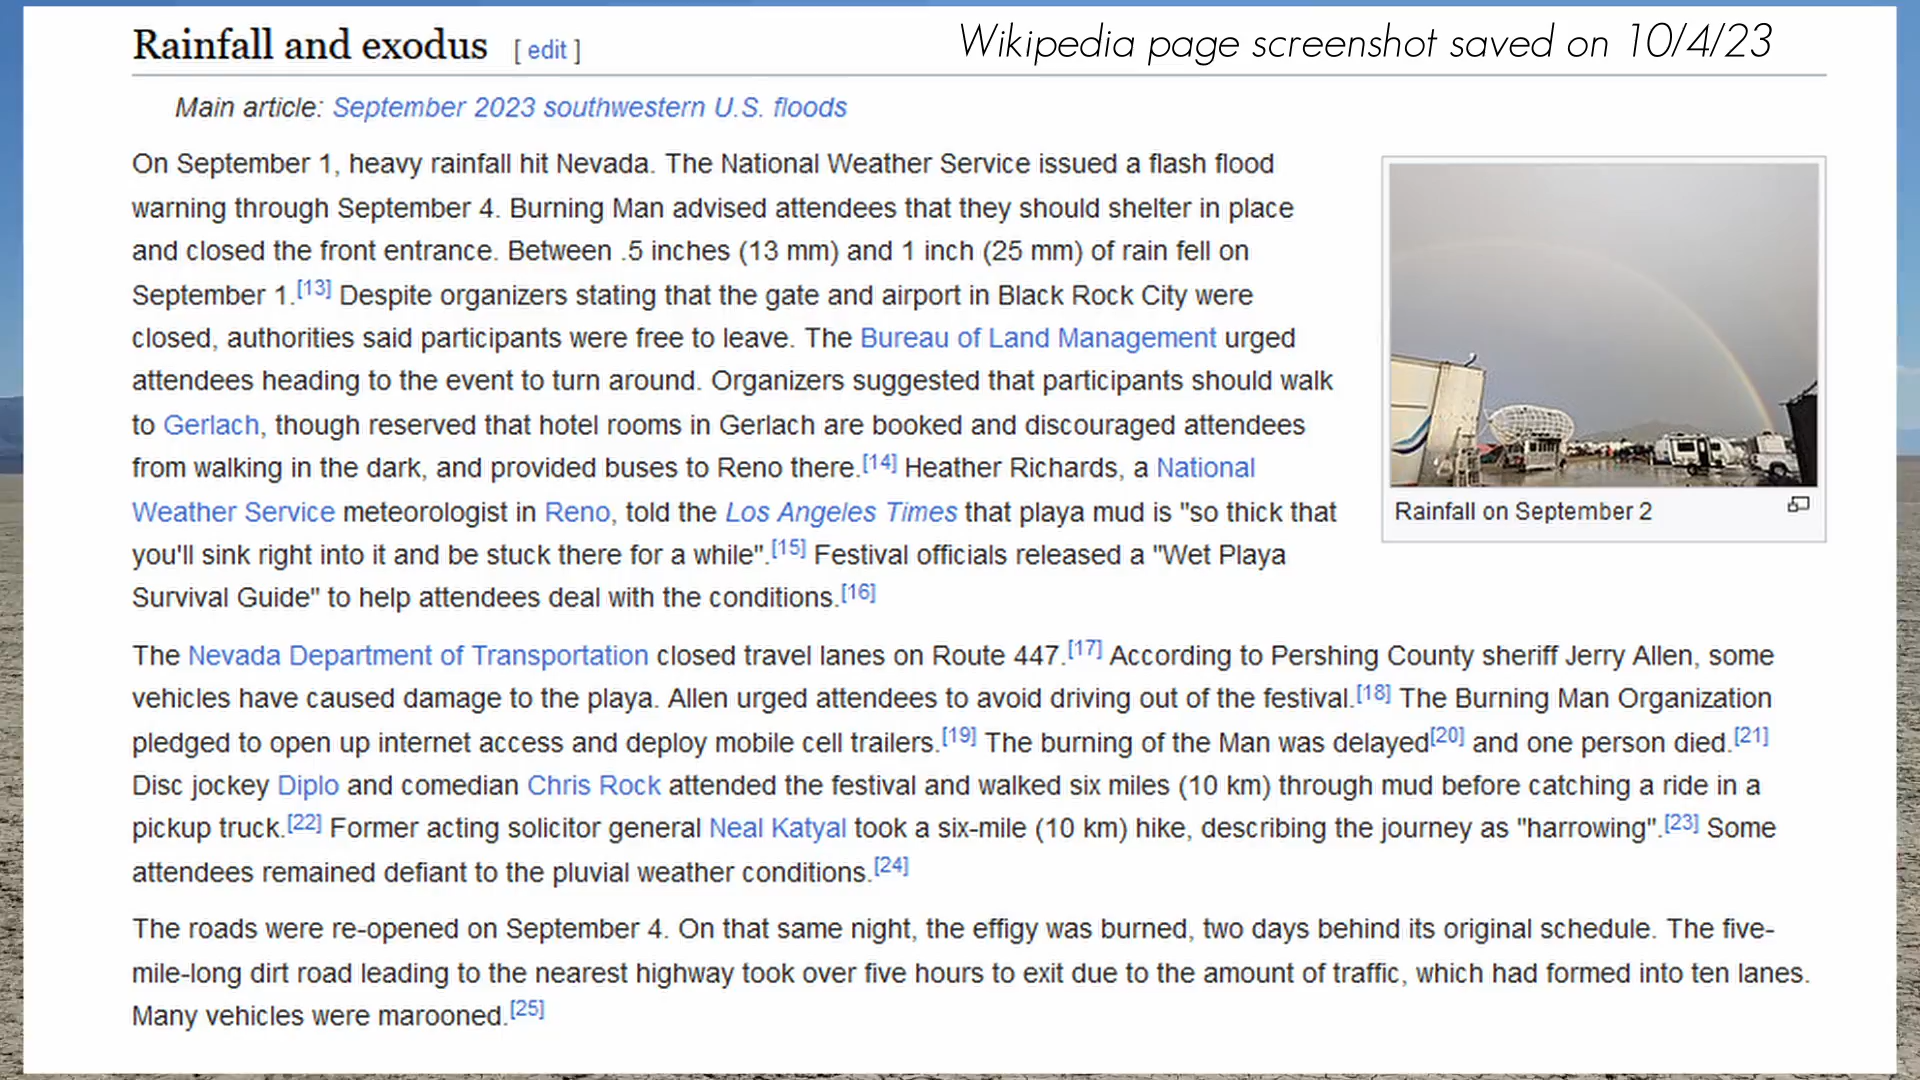 Rainfall and exodus [ edit ]
Wikipedia page screenshot saved on 10/4/23
Main article: September 2023 southwestern U.S. floods
On September 1, heavy rainfall hit Nevada. The National Weather Service issued a flash flood
warning through September 4. Burning Man advised attendees that they should shelter in place
and closed the front entrance. Between .5 inches (13 mm) and 1 inch (25 mm) of rain fell on
September 1.[13] Despite organizers stating that the gate and airport in Black Rock City were
closed, authorities said participants were free to leave. The Bureau of Land Management urged
attendees heading to the event to turn around. Organizers suggested that participants should walk
to Gerlach, though reserved that hotel rooms in Gerlach are booked and discouraged attendees
from walking in the dark, and provided buses to Reno there.[14] Heather Richards, a National
Weather Service meteorologist in Reno, told the Los Angeles Times that playa mud is "so thick that
you'll sink right into it and be stuck there for a while".[15] Festival officials released a "Wet Playa
Survival Guide" to help attendees deal with the conditions.[16]
Rainfall on September 2
The Nevada Department of Transportation closed travel lanes on Route 447.[17] According to Pershing County sheriff Jerry Allen, some
vehicles have caused damage to the playa. Allen urged attendees to avoid driving out of the festival.[18] The Burning Man Organization
pledged to open up internet access and deploy mobile cell trailers.[19] The burning of the Man was delayed[20] and one person died.[21]
Disc jockey Diplo and comedian Chris Rock attended the festival and walked six miles (10 km) through mud before catching a ride in a
pickup truck.[22] Former acting solicitor general Neal Katyal took a six-mile (10 km) hike, describing the journey as "harrowing".[23] Some
attendees remained defiant to the pluvial weather conditions.[24]
The roads were re-opened on September 4. On that same night, the effigy was burned, two days behind its original schedule. The five-
mile-long dirt road leading to the nearest highway took over five hours to exit due to the amount of traffic, which had formed into ten lanes.
Many vehicles were marooned.[25]